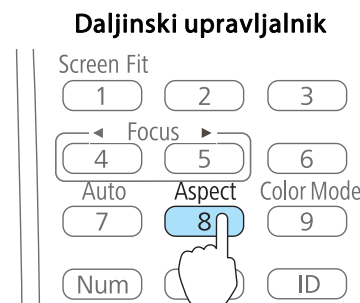 Daljinski upravljalnik
Screen Fit
1 2 3
◄ Focus ►
4 5 6
Auto Aspect Color Mode
7 8 9
Num ID